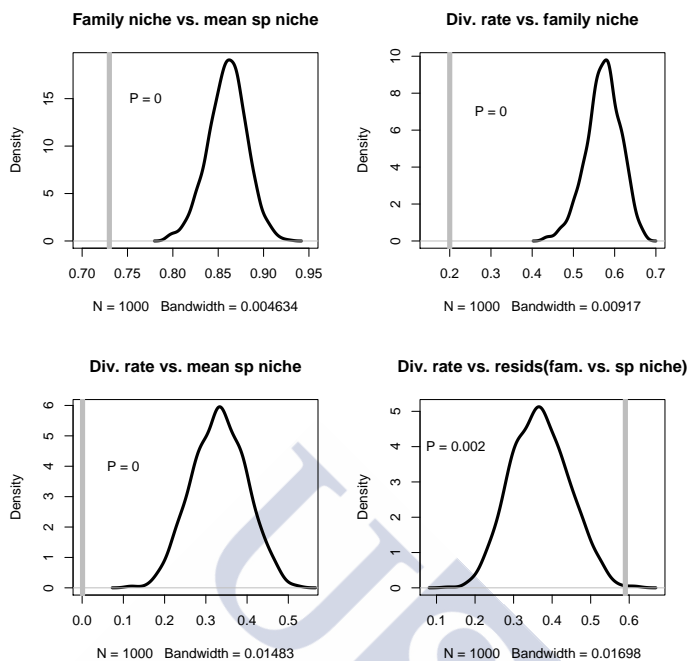 Family niche vs. mean sp niche
Density
0 5 10 15
P = 0
0.70 0.75 0.80 0.85 0.90 0.95
N = 1000 Bandwidth = 0.004634
Div. rate vs. family niche
Density
0 2 4 6 8 10
P = 0
0.2 0.3 0.4 0.5 0.6 0.7
N = 1000 Bandwidth = 0.00917
Div. rate vs. mean sp niche
Density
0 1 2 3 4 5 6
P = 0
0.0 0.1 0.2 0.3 0.4 0.5
N = 1000 Bandwidth = 0.01483
Div. rate vs. resids(fam. vs. sp niche)
Density
0 1 2 3 4 5
P = 0.002
0.1 0.2 0.3 0.4 0.5 0.6
N = 1000 Bandwidth = 0.01698